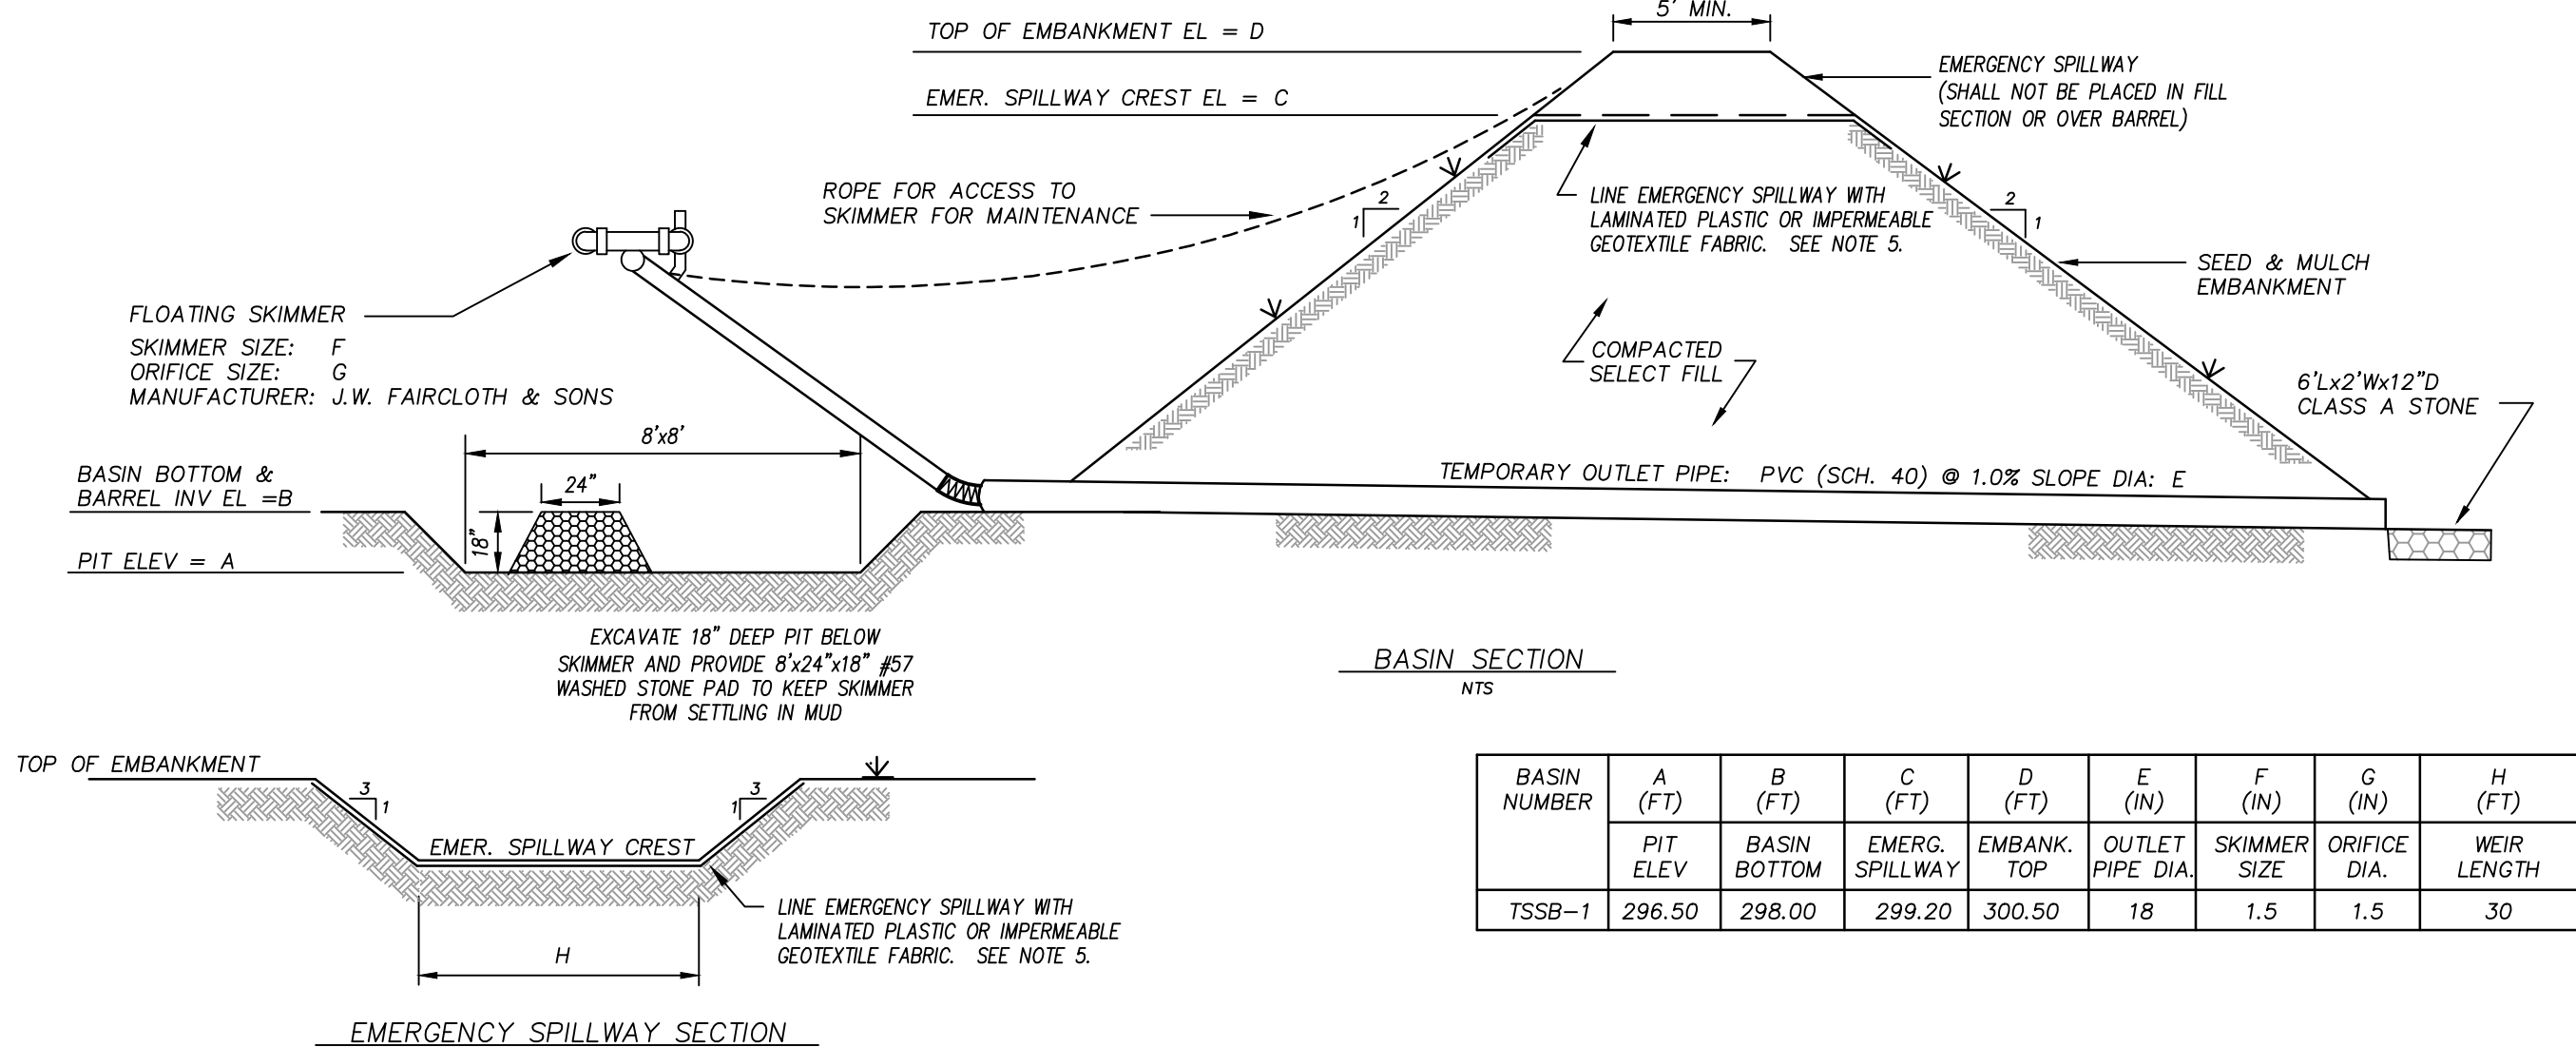 5' MIN.
TOP OF EMBANKMENT EL = D
EMER. SPILLWAY CREST EL = C
EMERGENCY SPILLWAY
(SHALL NOT BE PLACED IN FILL
SECTION OR OVER BARREL)
ROPE FOR ACCESS TO
SKIMMER FOR MAINTENANCE
2
1
LINE EMERGENCY SPILLWAY WITH
LAMINATED PLASTIC OR IMPERMEABLE
GEOTEXTILE FABRIC. SEE NOTE 5.
2
1
SEED & MULCH
EMBANKMENT
FLOATING SKIMMER
SKIMMER SIZE: F
ORIFICE SIZE: G
MANUFACTURER: J.W. FAIRCLOTH & SONS
COMPACTED
SELECT FILL
6'Lx2'Wx12"D
CLASS A STONE
8'x8'
24"
18"
BASIN BOTTOM &
BARREL INV EL =B
PIT ELEV = A
TEMPORARY OUTLET PIPE: PVC (SCH. 40) @ 1.0% SLOPE DIA: E
EXCAVATE 18" DEEP PIT BELOW
SKIMMER AND PROVIDE 8'x24"x18" #57
WASHED STONE PAD TO KEEP SKIMMER
FROM SETTLING IN MUD
BASIN SECTION
NTS
TOP OF EMBANKMENT
3
1
1
3
EMER. SPILLWAY CREST
LINE EMERGENCY SPILLWAY WITH
LAMINATED PLASTIC OR IMPERMEABLE
GEOTEXTILE FABRIC. SEE NOTE 5.
H
EMERGENCY SPILLWAY SECTION
BASIN A B C D E F G H
NUMBER (FT) (FT) (FT) (FT) (IN) (IN) (IN) (FT)
PIT BASIN EMERG. EMBANK. OUTLET SKIMMER ORIFICE WEIR
ELEV BOTTOM SPILLWAY TOP PIPE DIA. SIZE DIA. LENGTH
TSSB-1 296.50 298.00 299.20 300.50 18 1.5 1.5 30